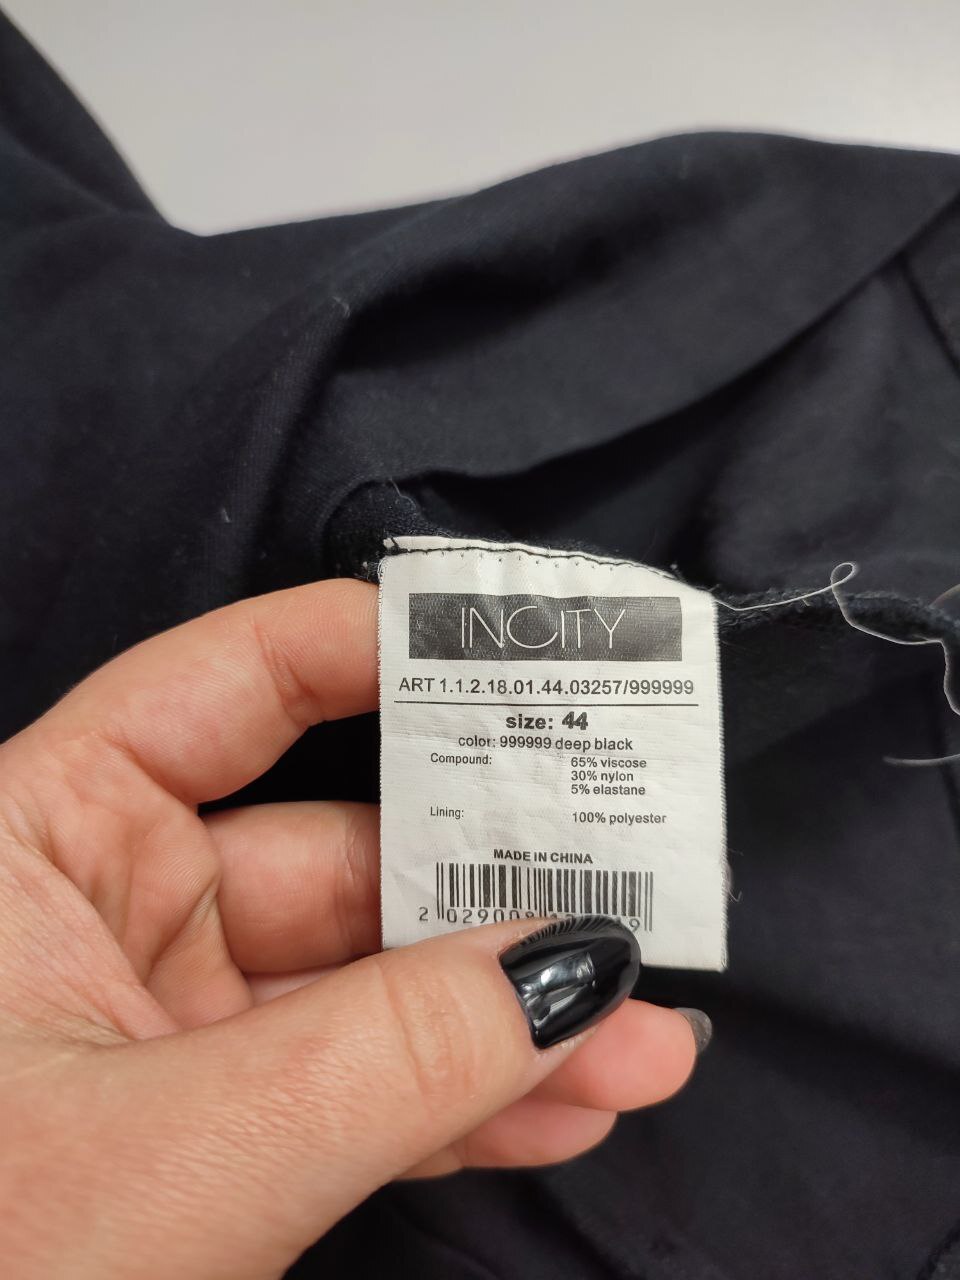 INCITY
ART 1.1.2.18.01.44.03257/999999
size: 44
color: 999999 deep black
Compound: 65% viscose
30% nylon
5% elastane
Lining: 100% polyester
MADE IN CHINA